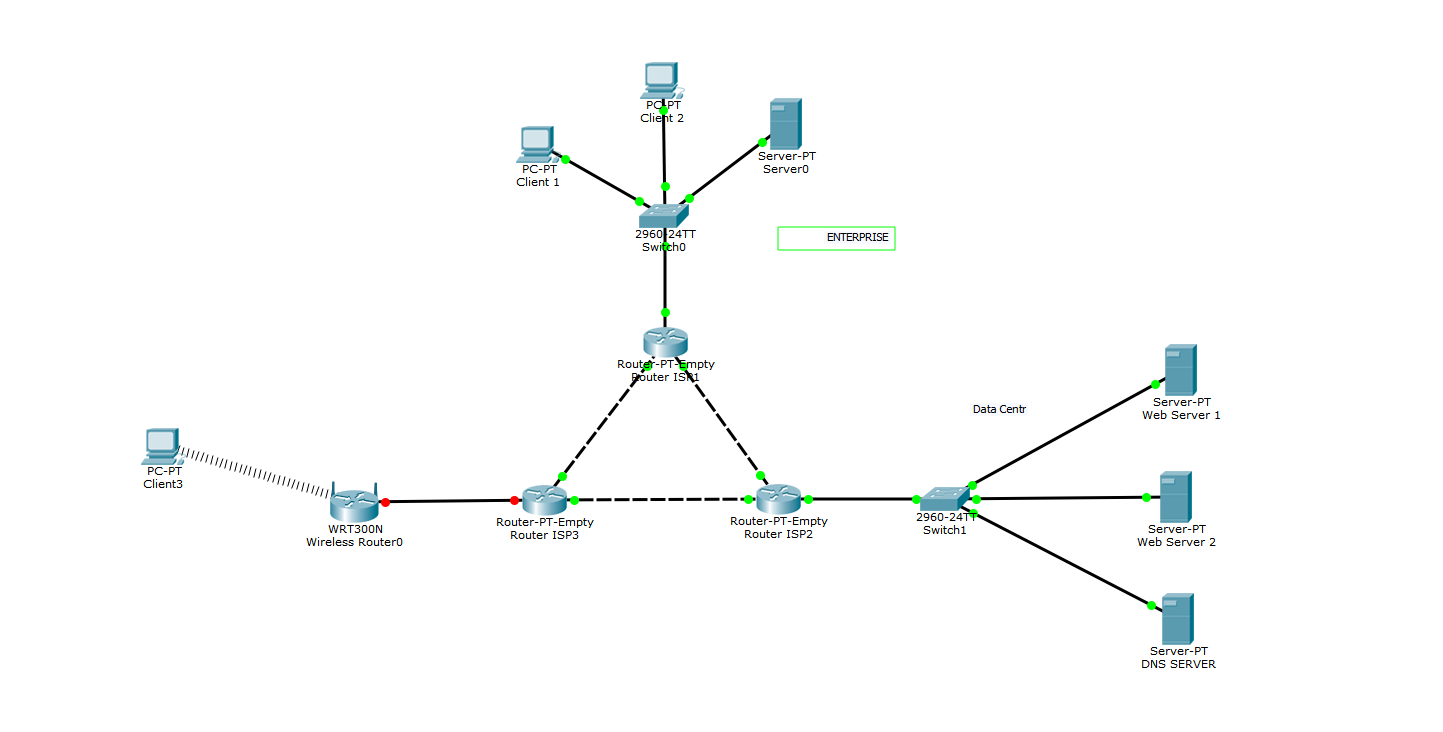 PC-PT
Client 2
PC-PT
Client 1
Server-PT
Server0
2960-24TT
Switch0
ENTERPRISE
Router-PT-Empty
Router ISP1
Data Centr
Server-PT
Web Server 1
PC-PT
Client3
WRT300N
Wireless Router0
Router-PT-Empty
Router ISP3
Router-PT-Empty
Router ISP2
2960-24TT
Switch1
Server-PT
Web Server 2
Server-PT
DNS SERVER